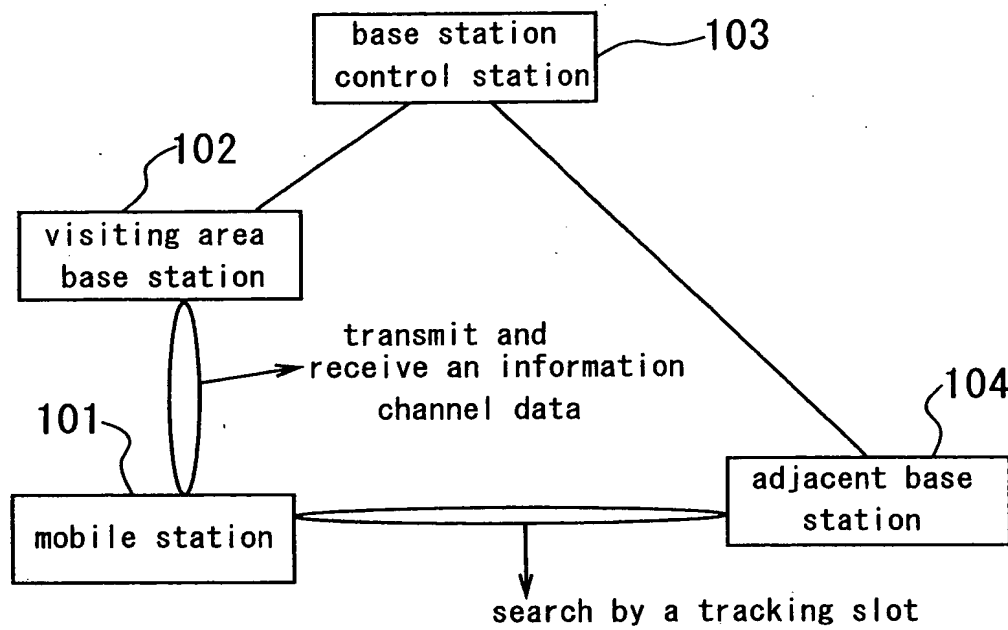 base station
control station
103
102
visiting area
base station
transmit and
receive an information
channel data
101
104
mobile station
adjacent base
station
search by a tracking slot